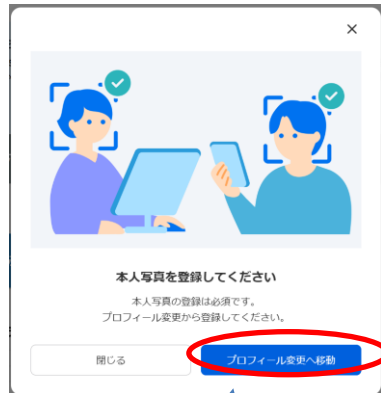 本人写真を登録してください
本人写真の登録は必須です。
プロフィール変更から登録してください。
閉じる
プロフィール変更へ移動